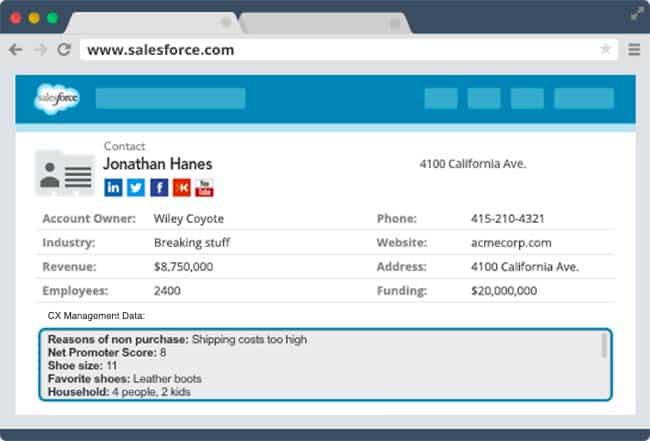 www.salesforce.com
salesforce
Contact
Jonathan Hanes
4100 California Ave.
in f K You Tube
Account Owner: Wiley Coyote Phone: 415-210-4321
Industry: Breaking stuff Website: acmecorp.com
Revenue: $8,750,000 Address: 4100 California Ave.
Employees: 2400 Funding: $20,000,000
CX Management Data:
Reasons of non purchase: Shipping costs too high
Net Promoter Score: 8
Shoe size: 11
Favorite shoes: Leather boots
Household: 4 people, 2 kids